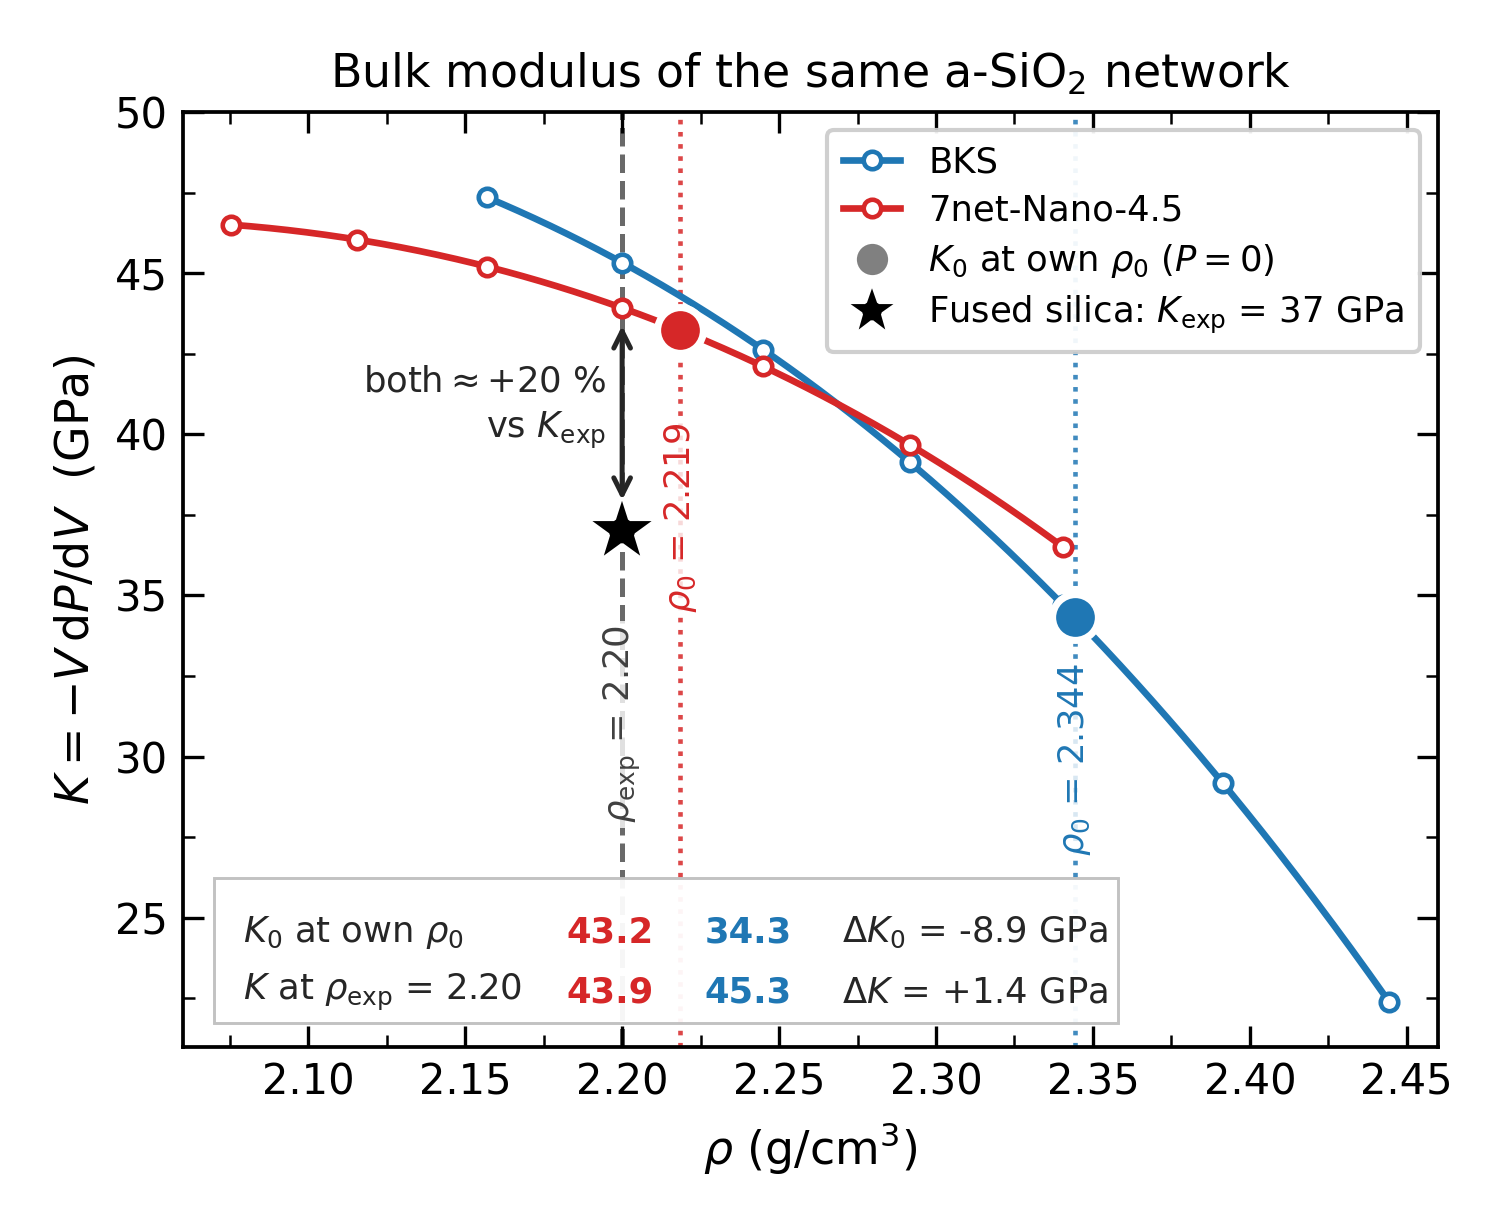 Bulk modulus of the same a-SiO₂ network
K = −V dP/dV (GPa)
50
45
40
35
30
25
BKS
7net-Nano-4.5
K₀ at own ρ₀ (P = 0)
Fused silica: K_exp = 37 GPa
both ≈ +20 %
vs K_exp
ρ_exp = 2.20
ρ₀ = 2.219
ρ₀ = 2.344
K₀ at own ρ₀ 43.2 34.3 ΔK₀ = -8.9 GPa
K at ρ_exp = 2.20 43.9 45.3 ΔK = +1.4 GPa
2.10 2.15 2.20 2.25 2.30 2.35 2.40 2.45
ρ (g/cm³)